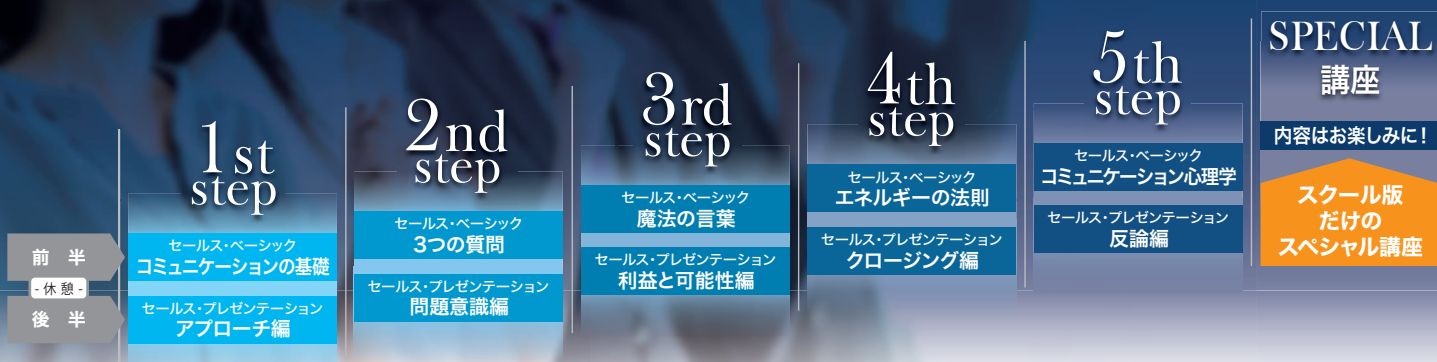 前 半
- 休 憩 -
後 半
1st
step
セールス・ベーシック
コミュニケーションの基礎
セールス・プレゼンテーション
アプローチ編
2nd
step
セールス・ベーシック
3つの質問
セールス・プレゼンテーション
問題意識編
3rd
step
セールス・ベーシック
魔法の言葉
セールス・プレゼンテーション
利益と可能性編
4th
step
セールス・ベーシック
エネルギーの法則
セールス・プレゼンテーション
クロージング編
5th
step
セールス・ベーシック
コミュニケーション心理学
セールス・プレゼンテーション
反論編
SPECIAL
講座
内容はお楽しみに！
スクール版
だけの
スペシャル講座